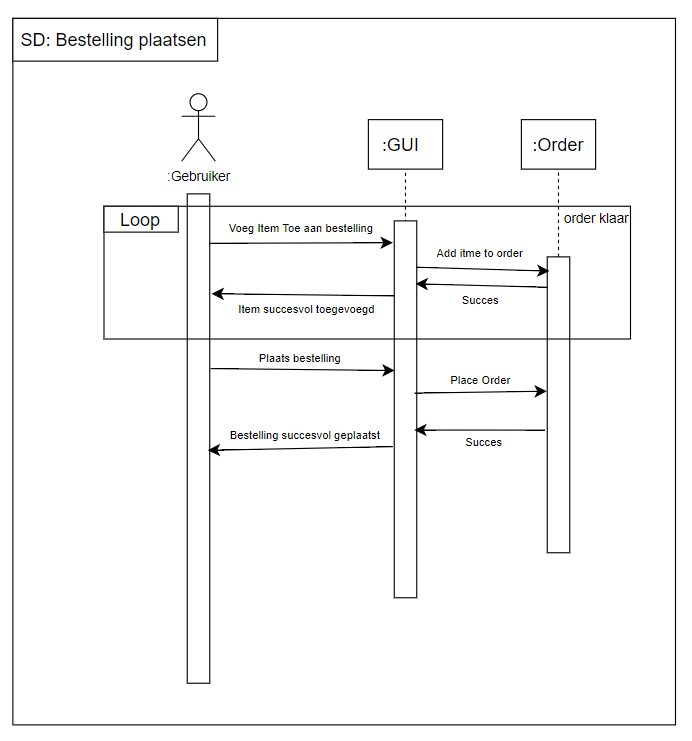 SD: Bestelling plaatsen
:Gebruiker
:GUI
:Order
Loop
order klaar
Voeg Item Toe aan bestelling
Add itme to order
Succes
Item succesvol toegevoegd
Plaats bestelling
Place Order
Bestelling succesvol geplaatst
Succes